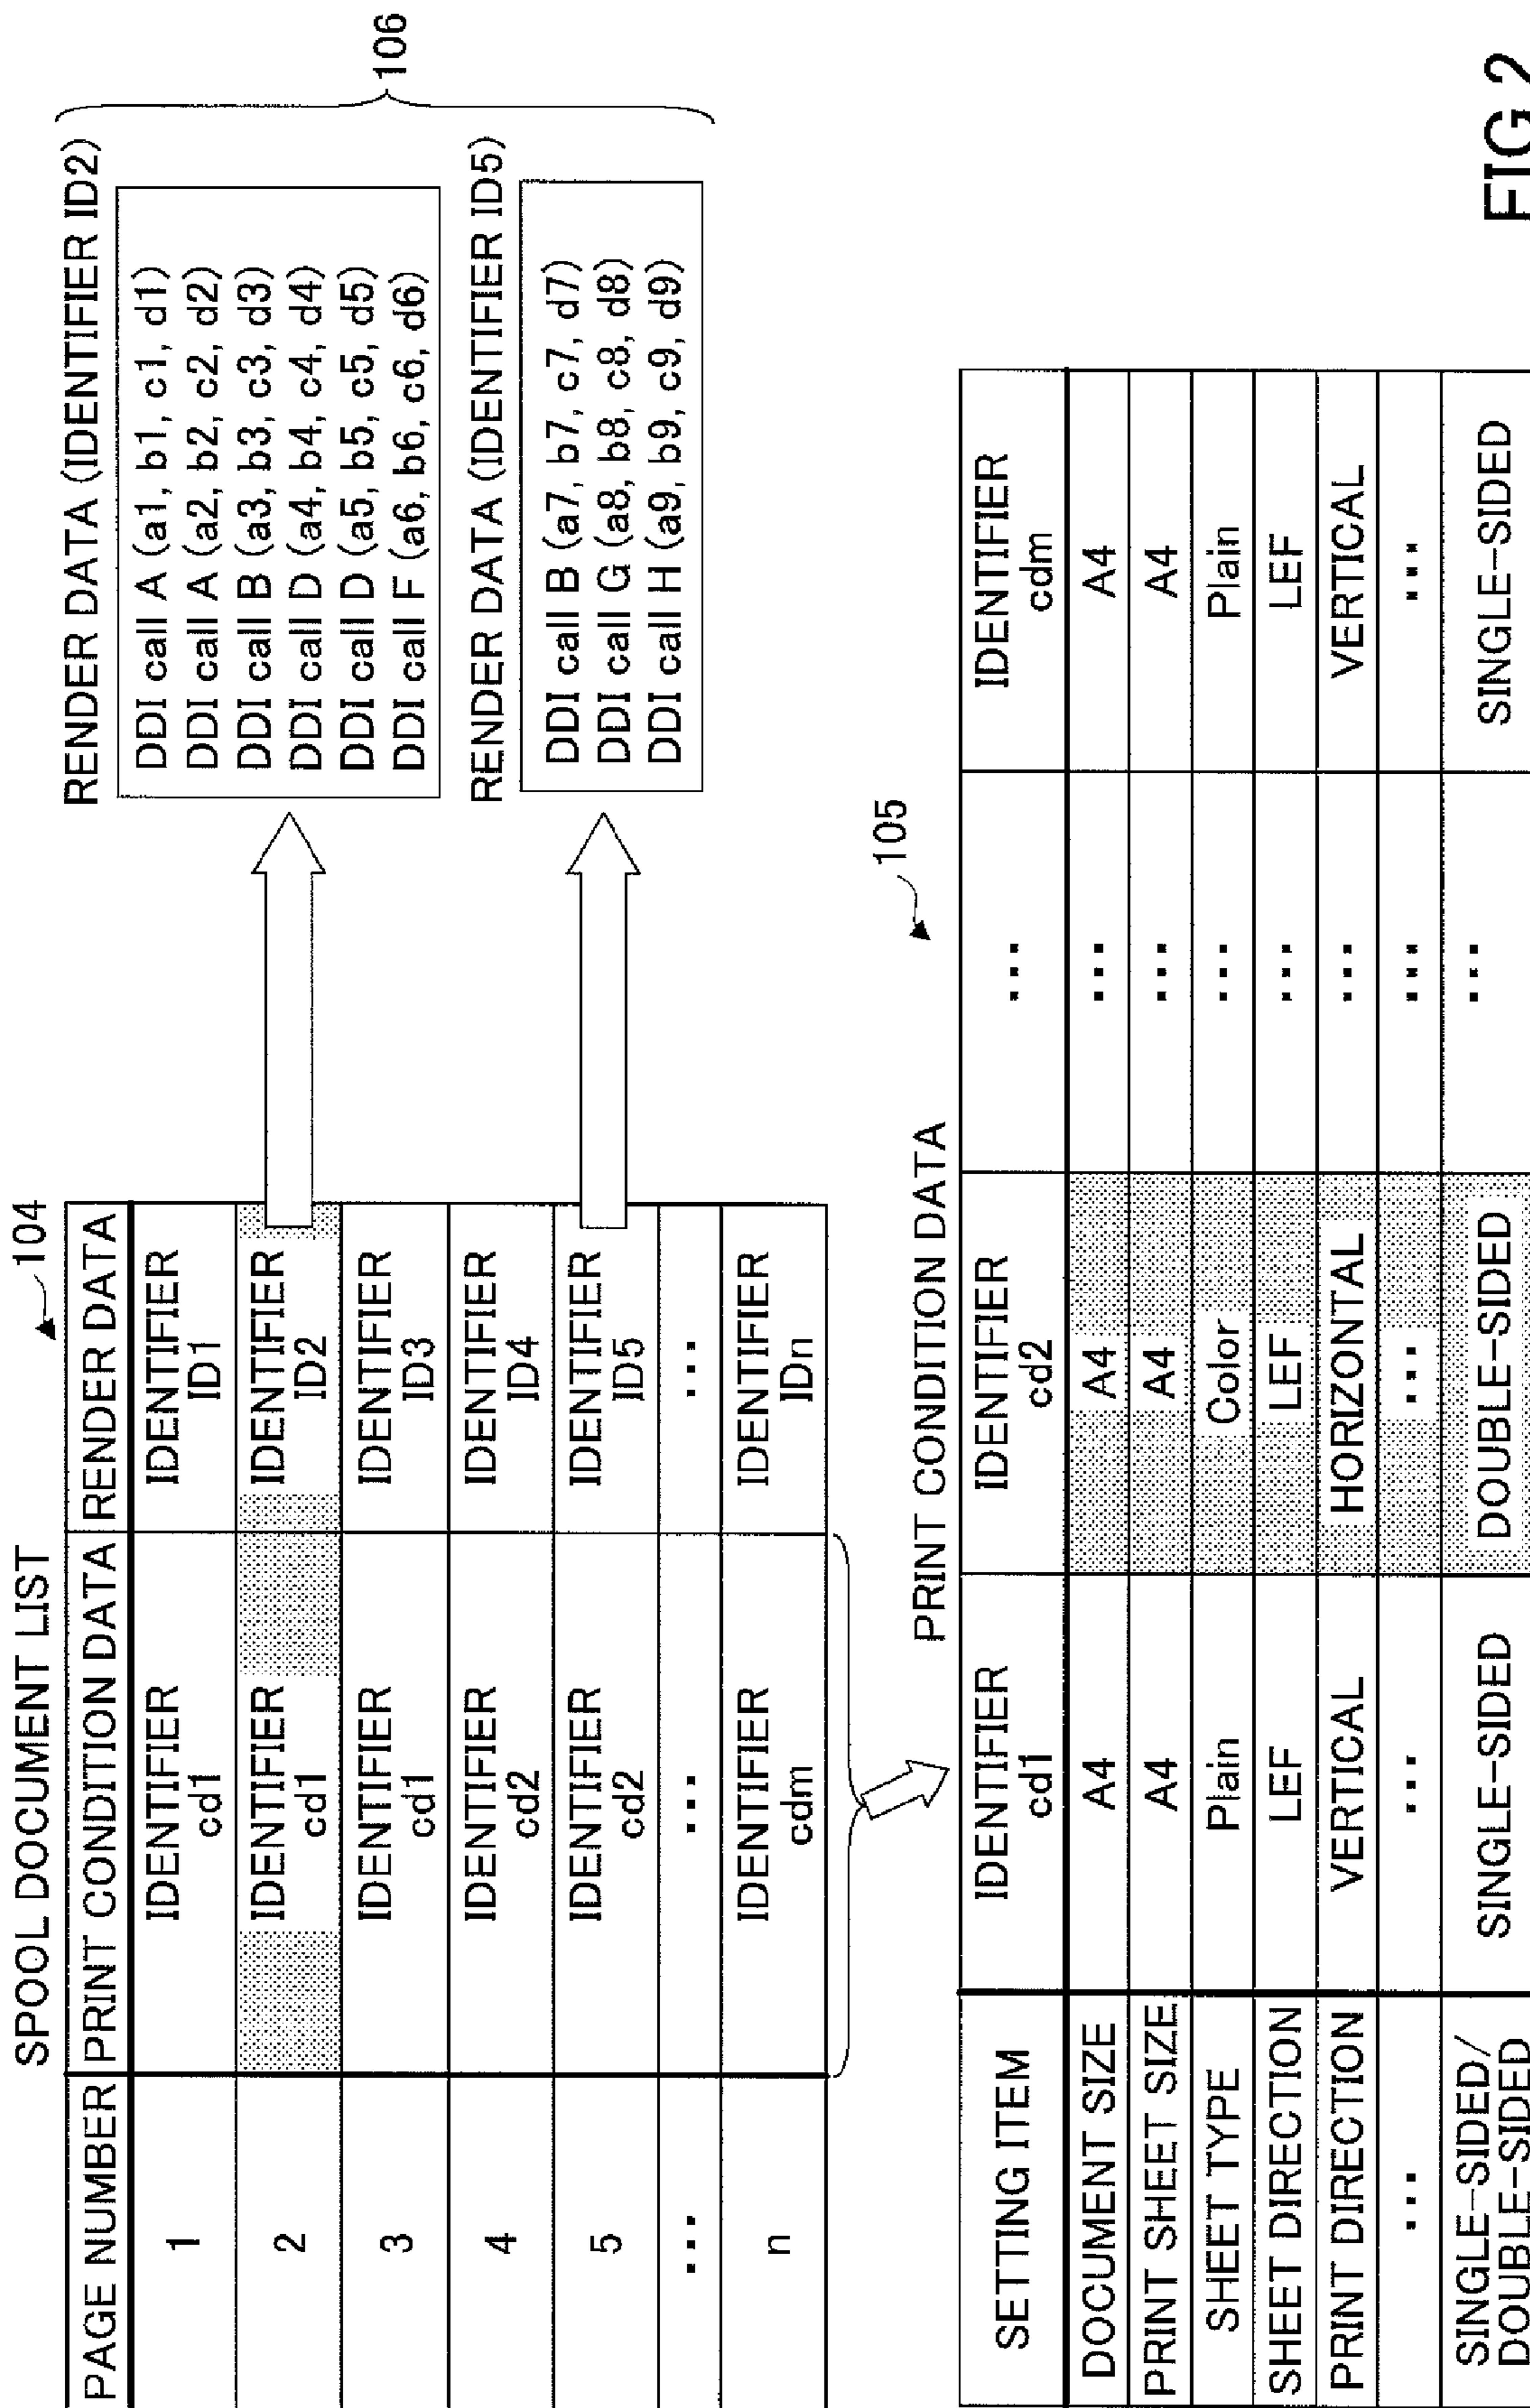 SPOOL DOCUMENT LIST
104
PAGE NUMBER PRINT CONDITION DATA RENDER DATA
1 IDENTIFIER cd1 IDENTIFIER ID1
2 IDENTIFIER cd1 IDENTIFIER ID2
3 IDENTIFIER cd1 IDENTIFIER ID3
4 IDENTIFIER cd2 IDENTIFIER ID4
5 IDENTIFIER cd2 IDENTIFIER ID5
... ... ...
n IDENTIFIER cdm IDENTIFIER IDn
RENDER DATA (IDENTIFIER ID2)
DDI call A (a1, b1, c1, d1)
DDI call A (a2, b2, c2, d2)
DDI call B (a3, b3, c3, d3)
DDI call D (a4, b4, c4, d4)
DDI call D (a5, b5, c5, d5)
DDI call F (a6, b6, c6, d6)
RENDER DATA (IDENTIFIER ID5)
DDI call B (a7, b7, c7, d7)
DDI call G (a8, b8, c8, d8)
DDI call H (a9, b9, c9, d9)
106
PRINT CONDITION DATA
105
SETTING ITEM IDENTIFIER cd1 IDENTIFIER cd2 ... IDENTIFIER cdm
DOCUMENT SIZE A4 A4 ... A4
PRINT SHEET SIZE A4 A4 ... A4
SHEET TYPE Plain Color ... Plain
SHEET DIRECTION LEF LEF ... LEF
PRINT DIRECTION VERTICAL HORIZONTAL ... VERTICAL
... ... ... ... ...
SINGLE-SIDED/
DOUBLE-SIDED SINGLE-SIDED DOUBLE-SIDED ... SINGLE-SIDED
FIG.2